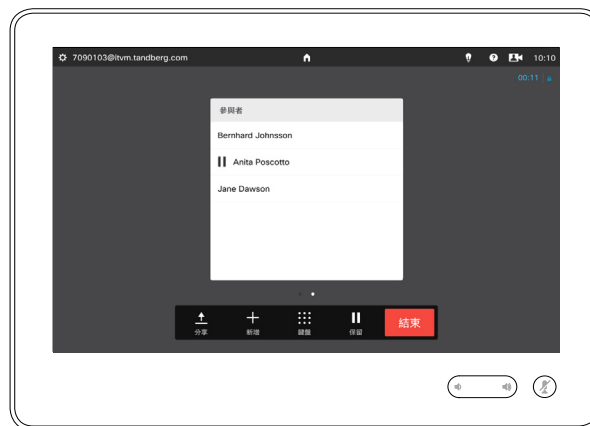 7090103@itvm.tandberg.com 10:10
00:11
參與者
Bernhard Johnsson
Anita Poscotto
Jane Dawson
分享 新增 鍵盤 保留 結束